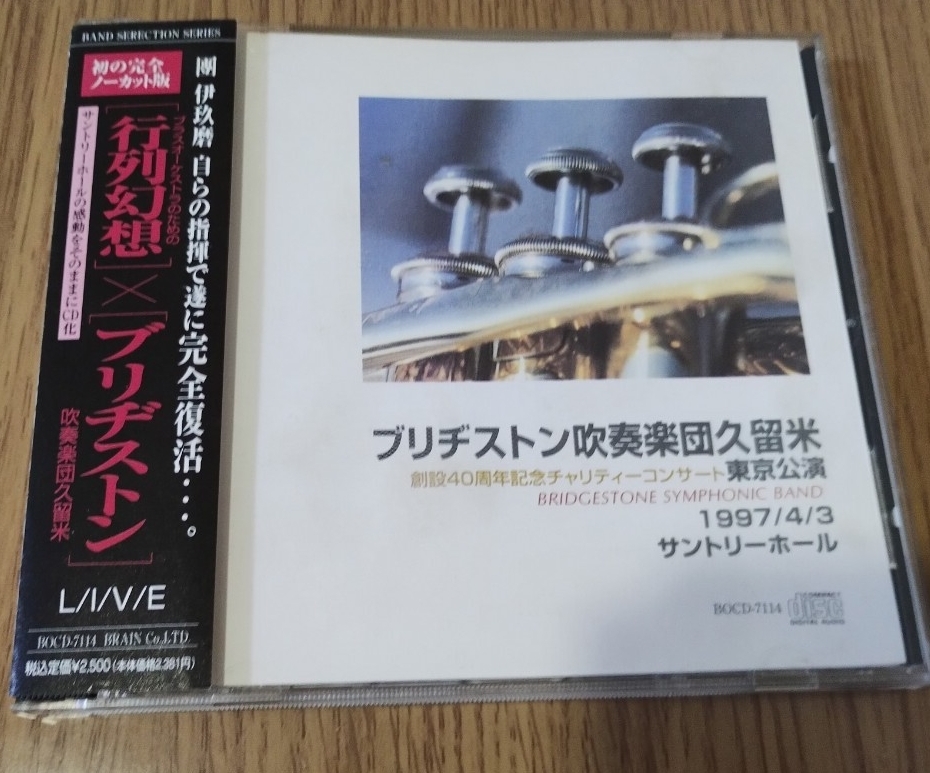 BAND SERECTION SERIES
初の完全
ノーカット版
團 伊玖磨 自らの指揮で遂に完全復活・・・。
ブラスオーケストラのための
[行列幻想]×[ブリヂストン]
吹奏楽団久留米
サントリーホールの感動をそのままにCD化
L/I/V/E
BOCD-7114 BRAIN Co.,LTD
税込定価¥2,500(本体価格2,381円)
ブリヂストン吹奏楽団久留米
創設40周年記念チャリティーコンサート東京公演
BRIDGESTONE SYMPHONIC BAND
1997/4/3
サントリーホール
BOCD-7114
COMPACT
disc
DIGITAL AUDIO